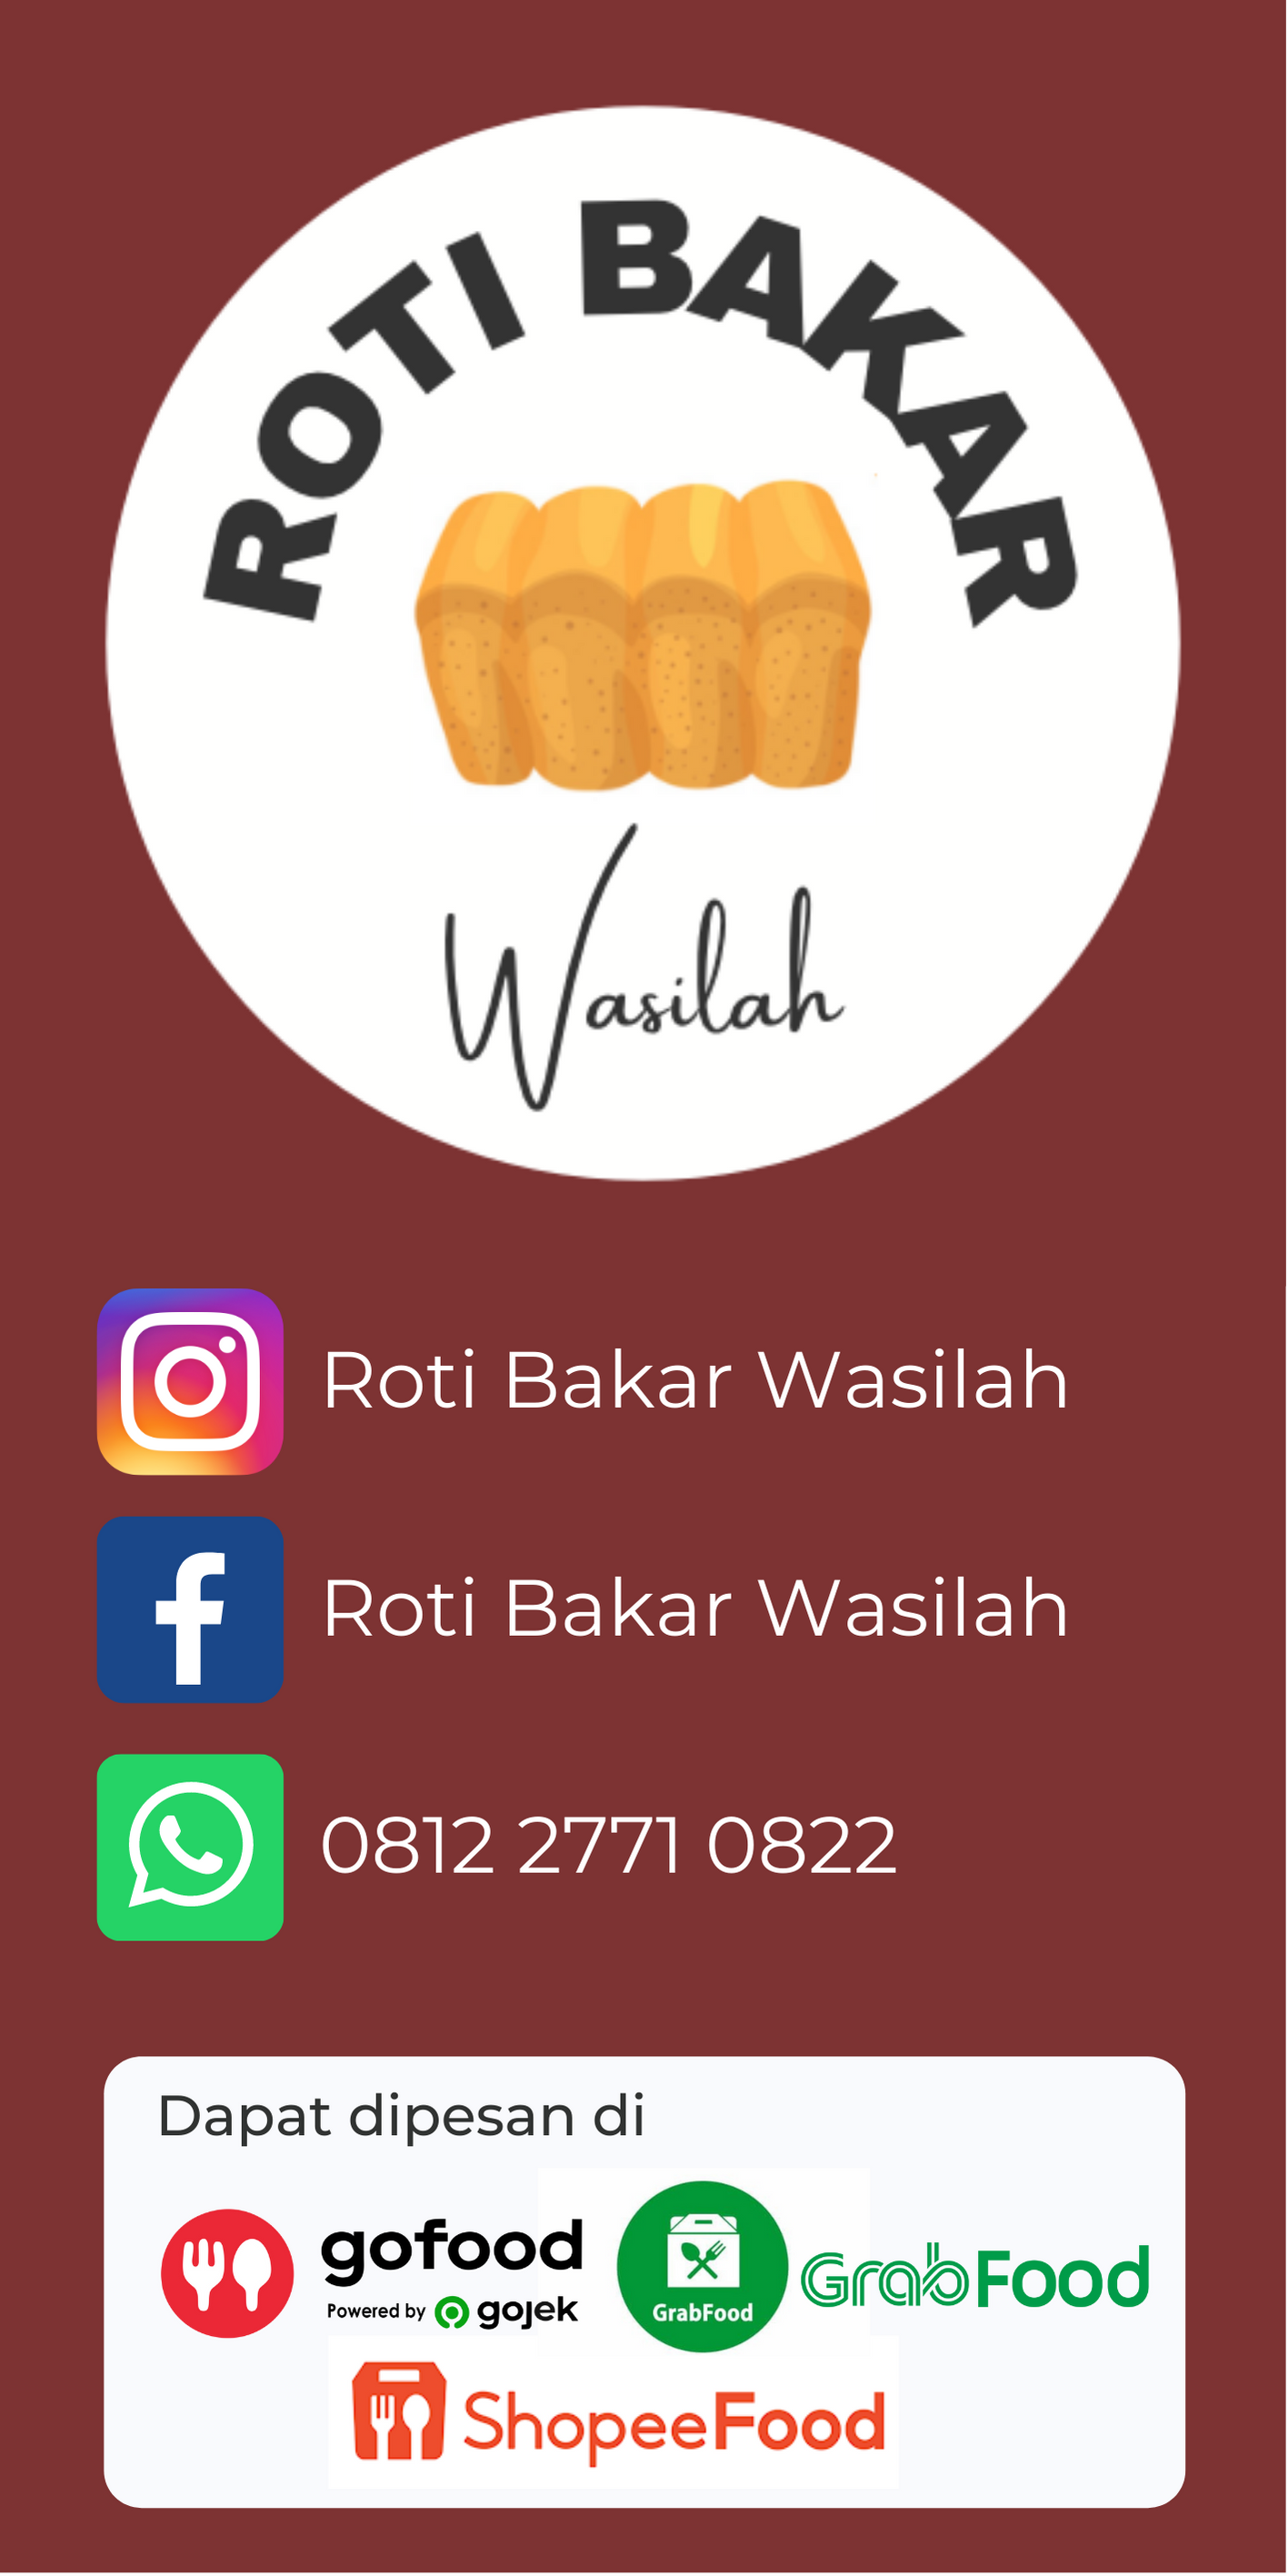 ROTI BAKAR
Wasilah
Roti Bakar Wasilah
Roti Bakar Wasilah
0812 2771 0822
Dapat dipesan di
gofood
Powered by gojek
GrabFood
GrabFood
ShopeeFood